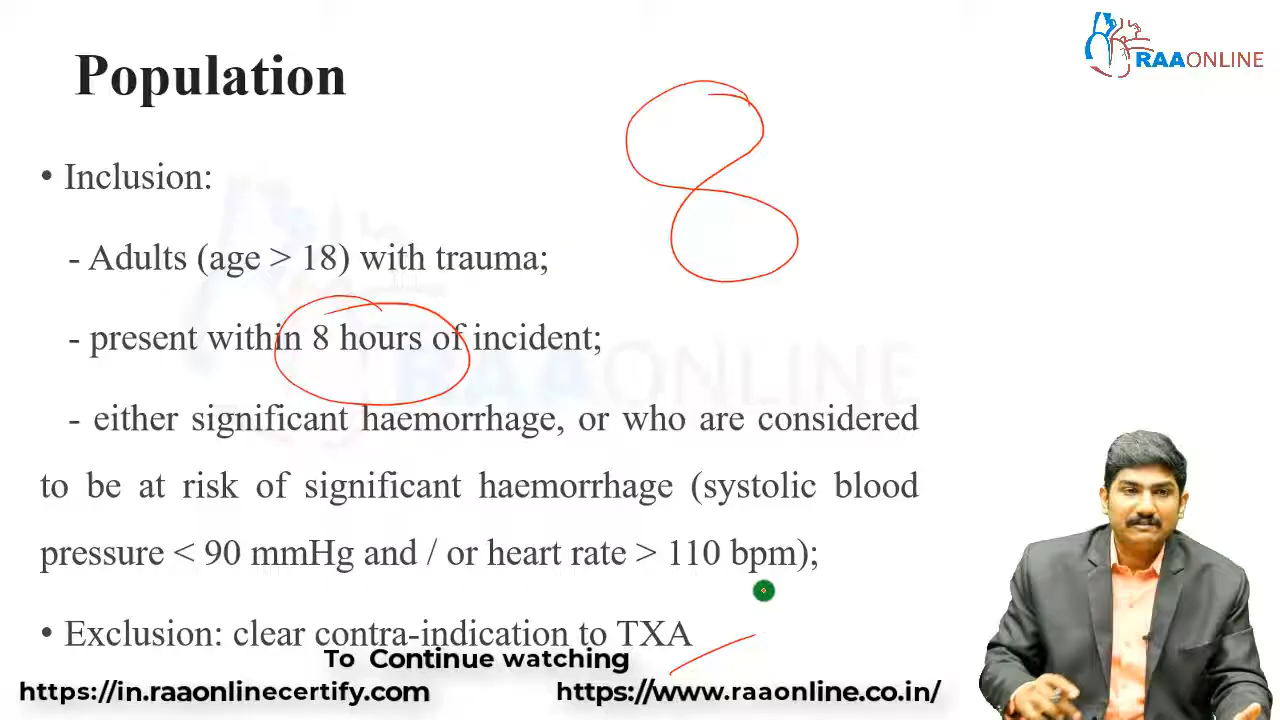 RAAONLINE
Population
8
• Inclusion:
- Adults (age > 18) with trauma;
- present within 8 hours of incident;
RAAONLINE
- either significant haemorrhage, or who are considered
to be at risk of significant haemorrhage (systolic blood
pressure < 90 mmHg and / or heart rate > 110 bpm);
• Exclusion: clear contra-indication to TXA
To Continue watching
https://in.raaonlinecertify.com https://www.raaonline.co.in/